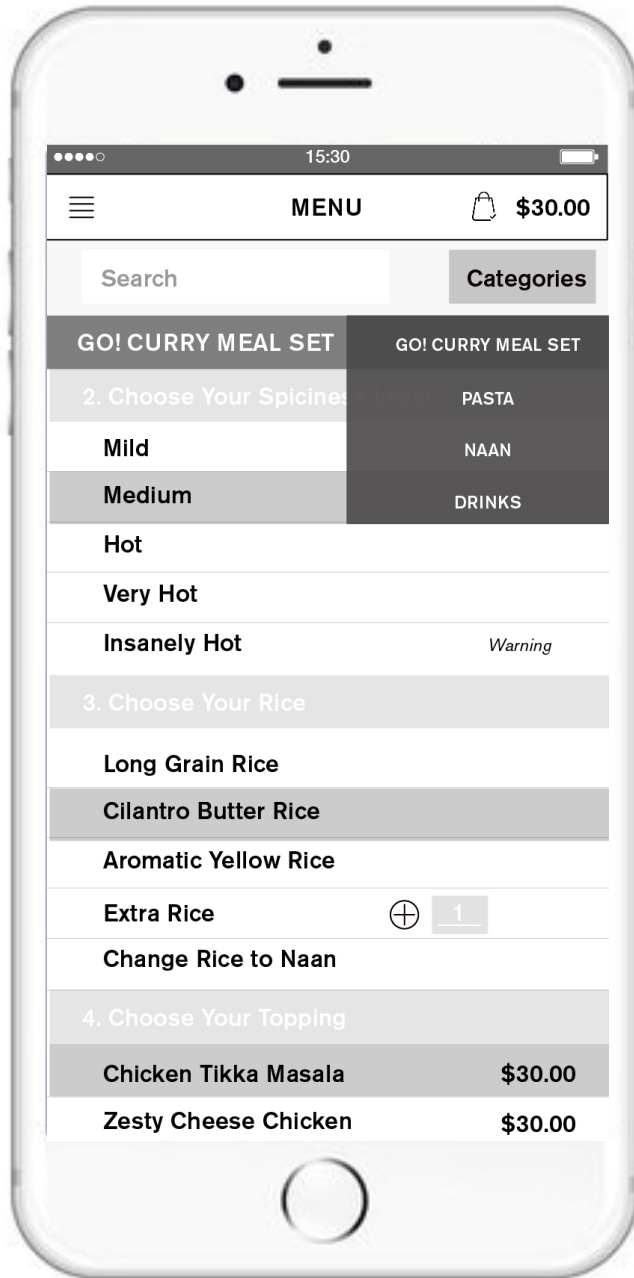 15:30
MENU $30.00
Search Categories
GO! CURRY MEAL SET GO! CURRY MEAL SET
2. Choose Your Spiciness Level PASTA
Mild NAAN
Medium DRINKS
Hot
Very Hot
Insanely Hot Warning
3. Choose Your Rice
Long Grain Rice
Cilantro Butter Rice
Aromatic Yellow Rice
Extra Rice 1
Change Rice to Naan
4. Choose Your Topping
Chicken Tikka Masala $30.00
Zesty Cheese Chicken $30.00